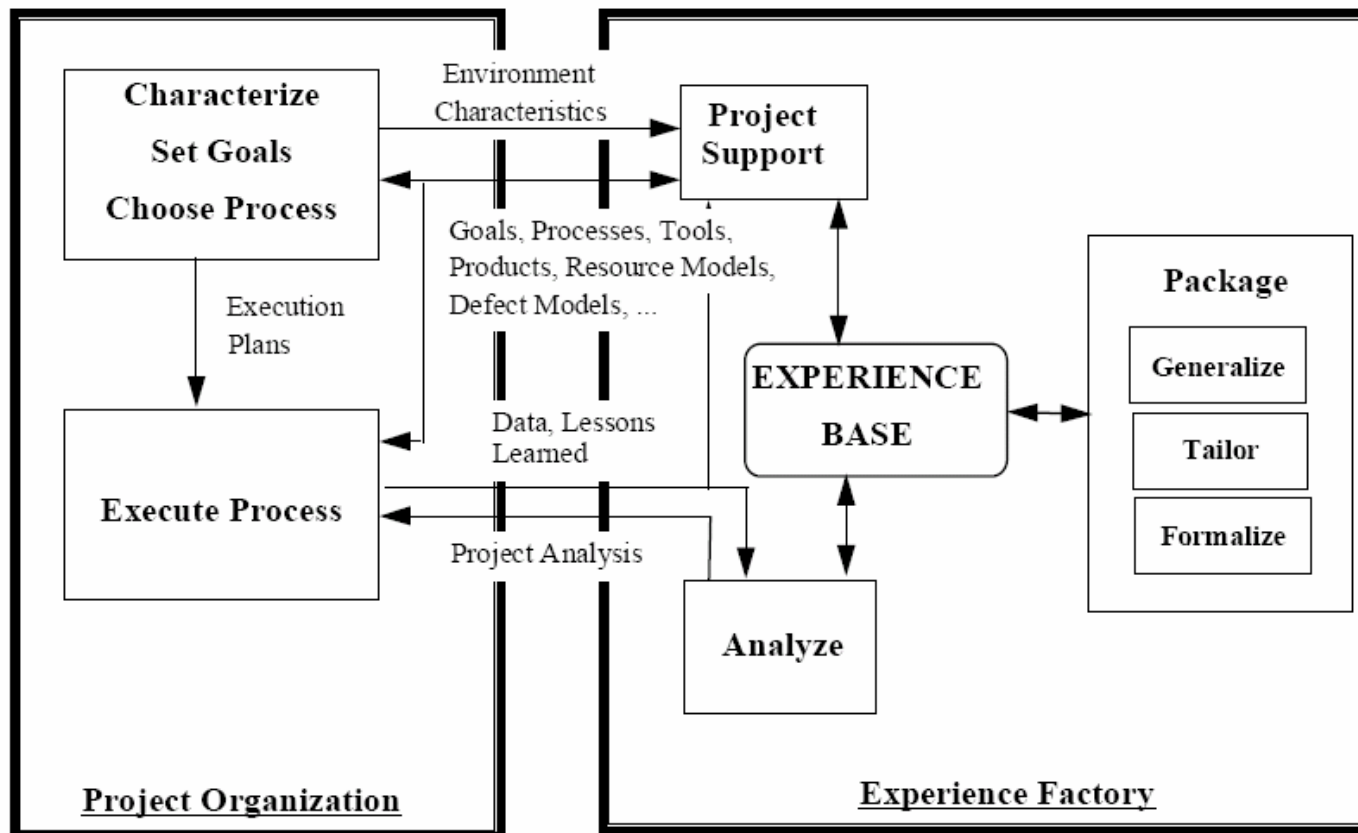 Characterize
Set Goals
Choose Process
Environment
Characteristics
Project
Support
Goals, Processes, Tools,
Products, Resource Models,
Defect Models, ...
Execution
Plans
Package
Generalize
Tailor
Formalize
EXPERIENCE
BASE
Data, Lessons
Learned
Execute Process
Project Analysis
Analyze
Project Organization
Experience Factory